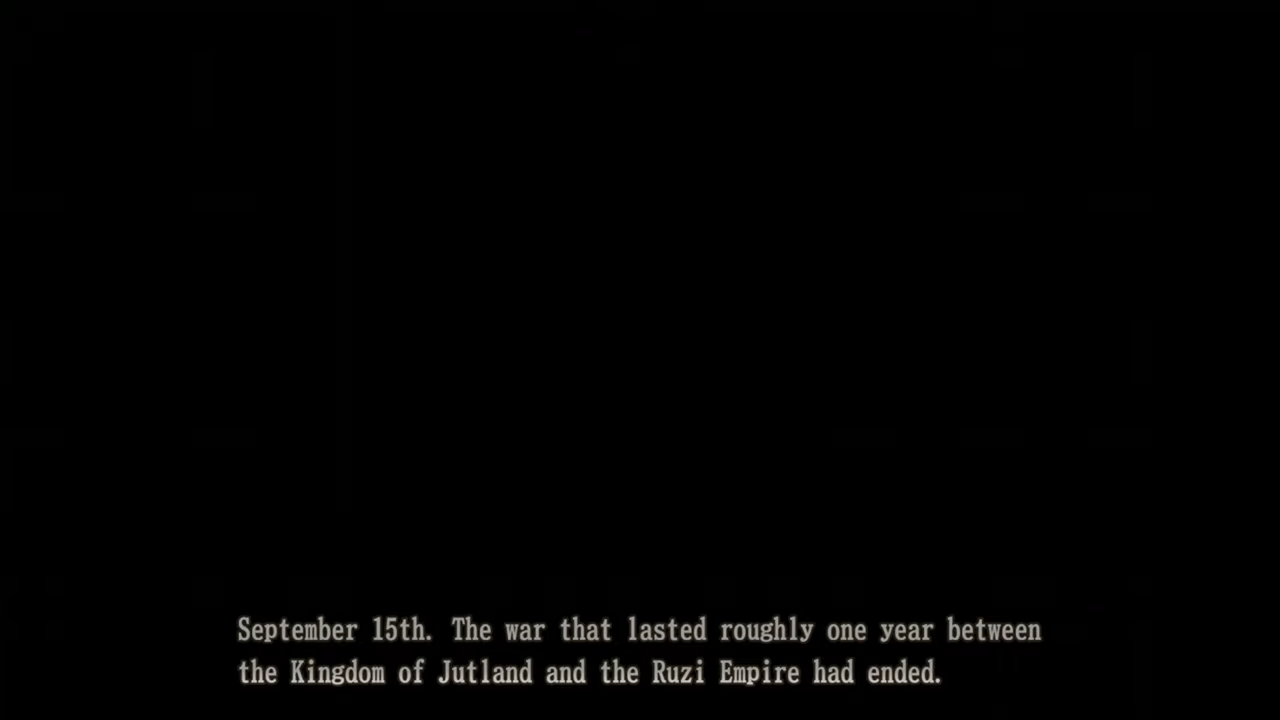 September 15th. The war that lasted roughly one year between
the Kingdom of Jutland and the Ruzi Empire had ended.